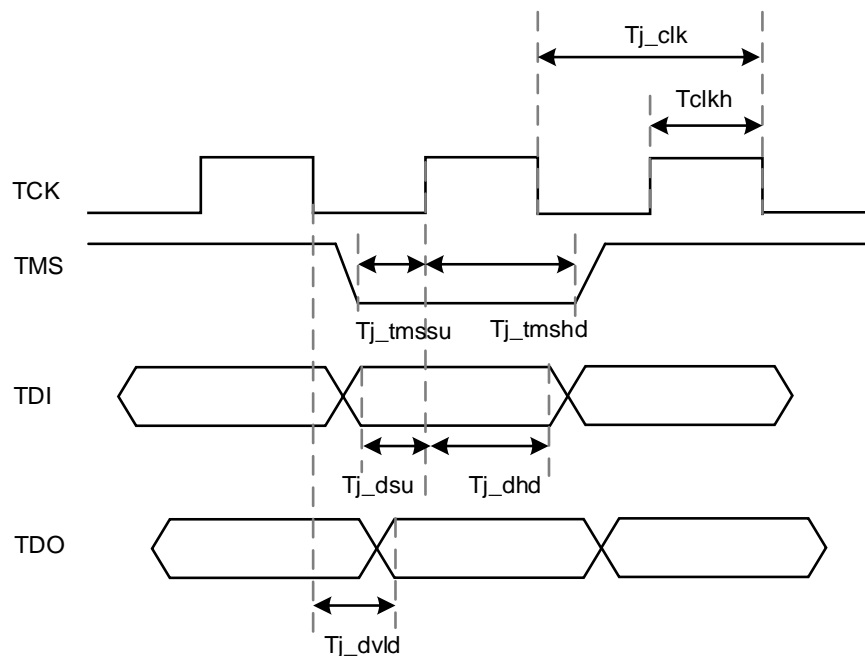 Tj_clk
Tclkh
TCK
TMS
Tj_tmssu
Tj_tmshd
TDI
Tj_dsu
Tj_dhd
TDO
Tj_dvld